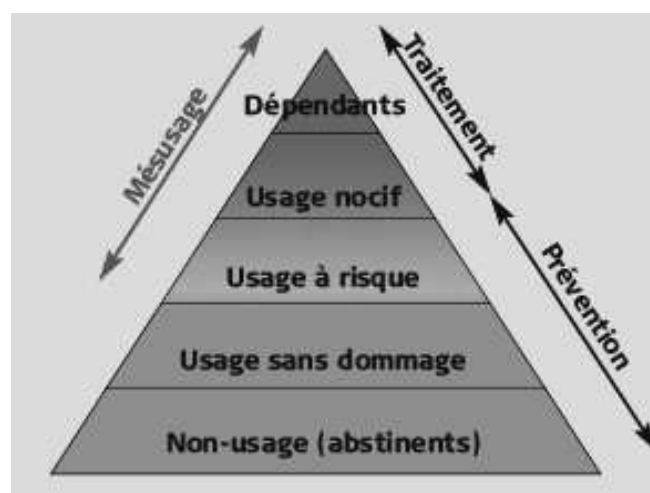 Mésusage
Traitement
Prévention
Dépendants
Usage nocif
Usage à risque
Usage sans dommage
Non-usage (abstinents)